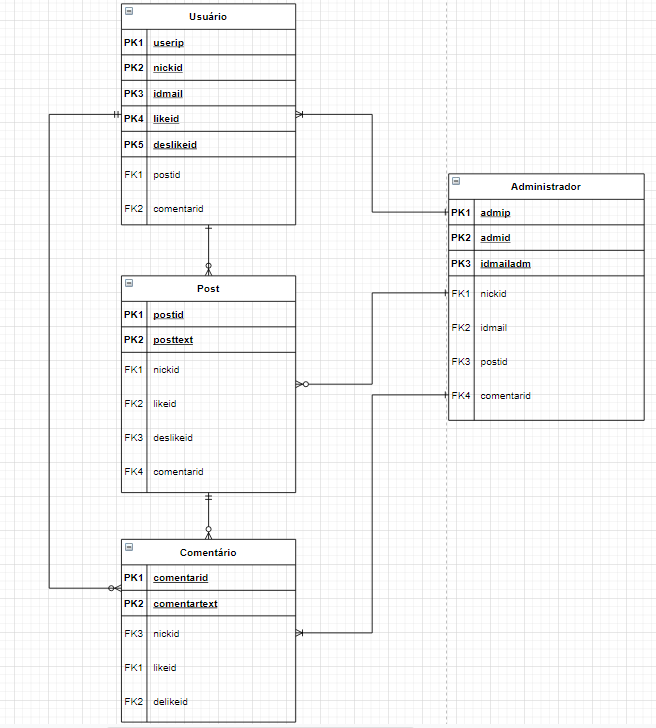 Usuário
PK1 userip
PK2 nickid
PK3 idmail
PK4 likeid
PK5 deslikeid
FK1 postid
FK2 comentarid
Administrador
PK1 admip
PK2 admid
PK3 idmailadm
FK1 nickid
FK2 idmail
FK3 postid
FK4 comentarid
Post
PK1 postid
PK2 posttext
FK1 nickid
FK2 likeid
FK3 deslikeid
FK4 comentarid
Comentário
PK1 comentarid
PK2 comentartext
FK3 nickid
FK1 likeid
FK2 delikeid